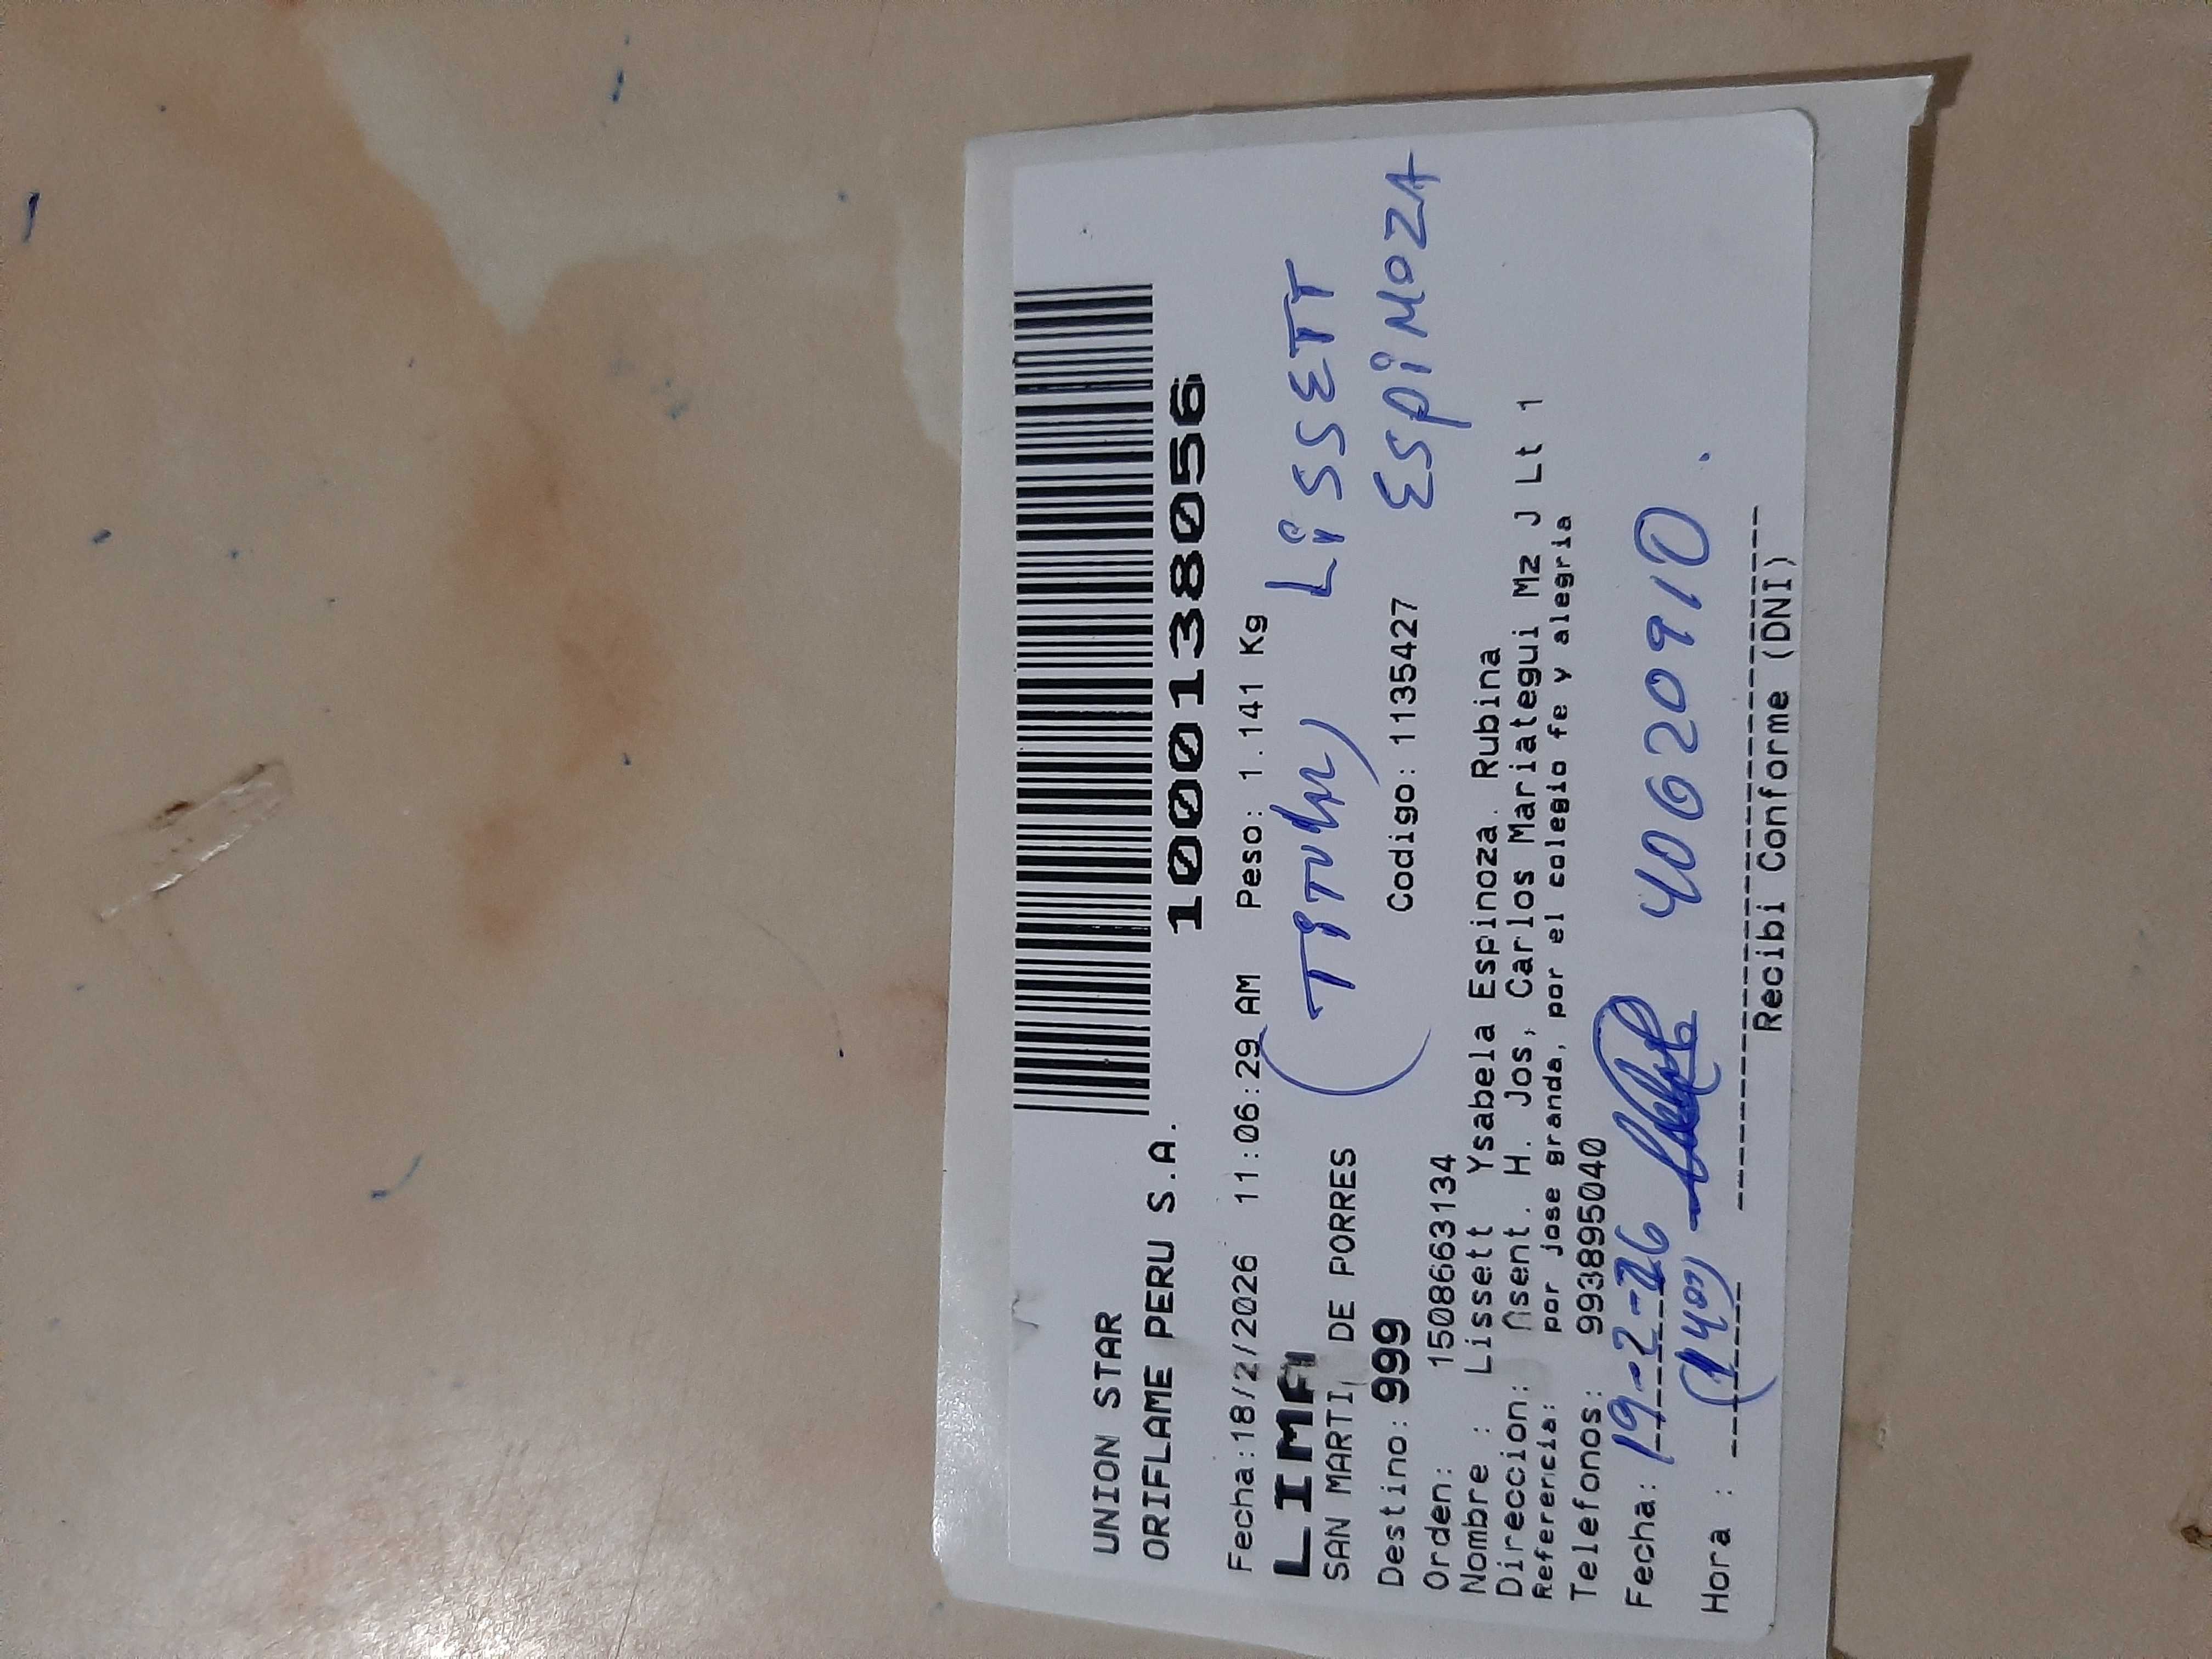 UNION STAR
ORIFLAME PERU S.A.
10001138056
Fecha:18/2/2026 11:06:29 AM Peso: 1.141 Kg
LIMA
SAN MARTI DE PORRES
(TITULAR) LISSETT
ESPINOZA
Destino:999 Codigo:1135427
Orden: 1508663134
Nombre : Lissett Ysabela Espinoza. Rubina
Direccion: Asent. H. Jos, Carlos Mariategui Mz J Lt 1
Referencia: por jose granda, por el colegio fe y alegria
Telefonos: 993895040
Fecha: 19-2-26 40620910
Hora :
Recibi Conforme (DNI)